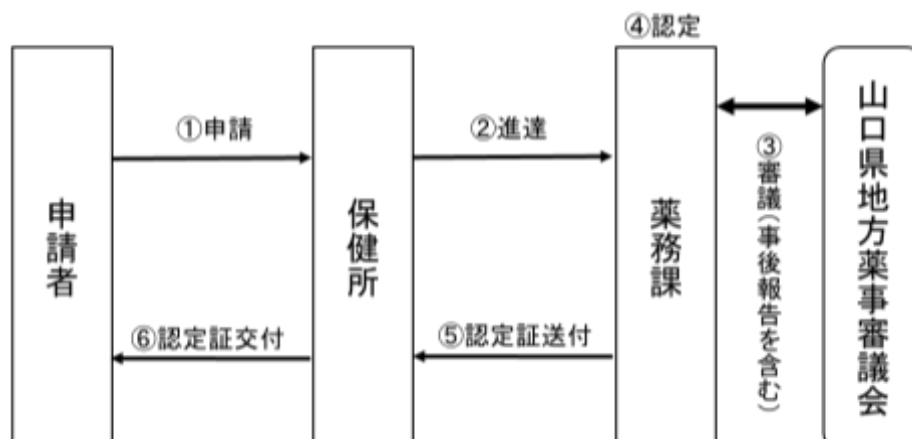 ④認定
申請者
①申請
保健所
②進達
薬務課
③審議(事後報告を含む)
山口県地方薬事審議会
⑥認定証交付
⑤認定証送付